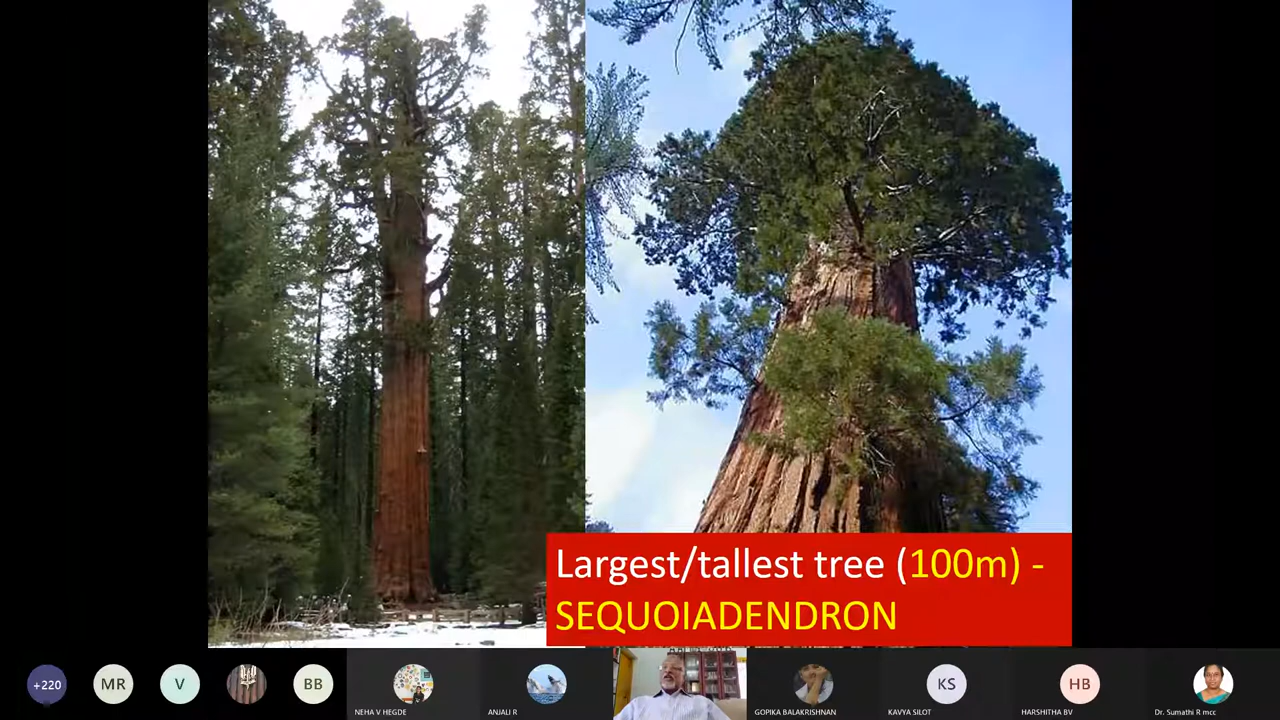 Largest/tallest tree (100m) -
SEQUOIADENDRON
+220
MR
V
BB
NEHA V HEGDE
ANJALI R
GOPIKA BALAKRISHNAN
KS
KAVYA SILOT
HB
HARSHITHA BV
Dr. Sumathi R mcc